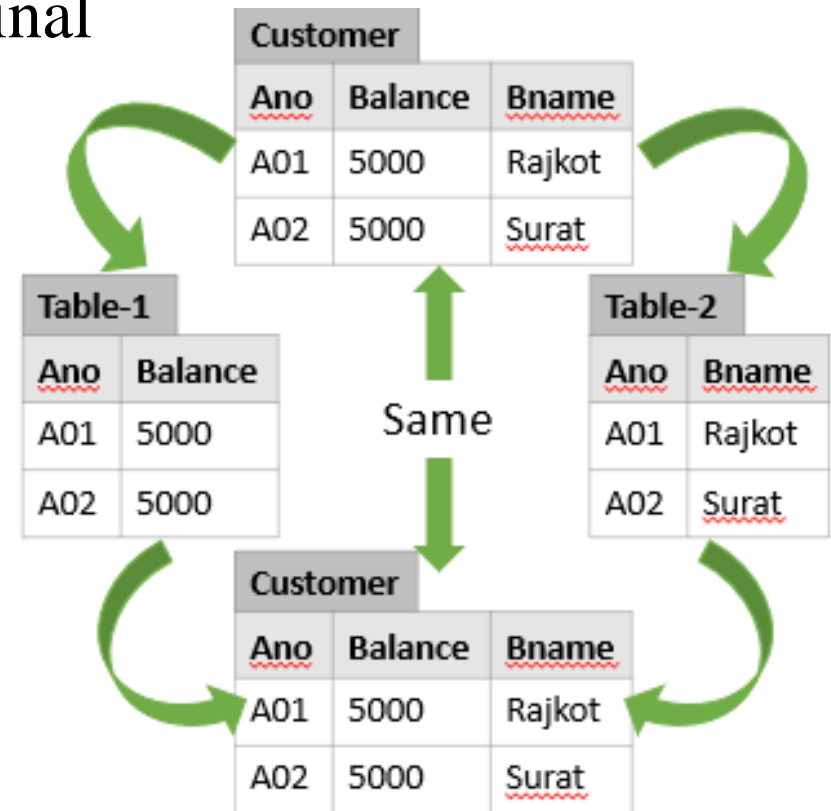 inal
Customer
Ano Balance Bname
A01 5000 Rajkot
A02 5000 Surat
Table-1
Ano Balance
A01 5000
A02 5000
Same
Table-2
Ano Bname
A01 Rajkot
A02 Surat
Customer
Ano Balance Bname
A01 5000 Rajkot
A02 5000 Surat